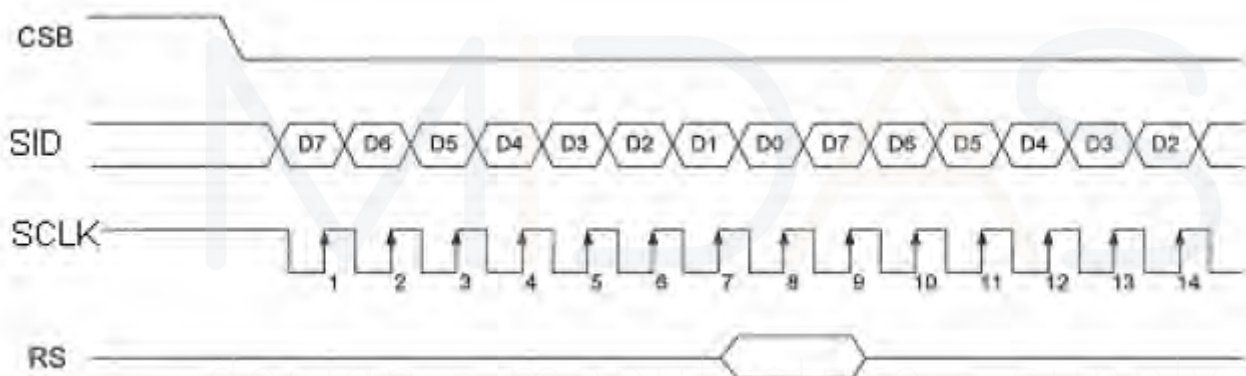 CSB
MIDAS
SID D7 D6 D5 D4 D3 D2 D1 D0 D7 D6 D5 D4 D3 D2
SCLK
1 2 3 4 5 6 7 8 9 10 11 12 13 14
RS